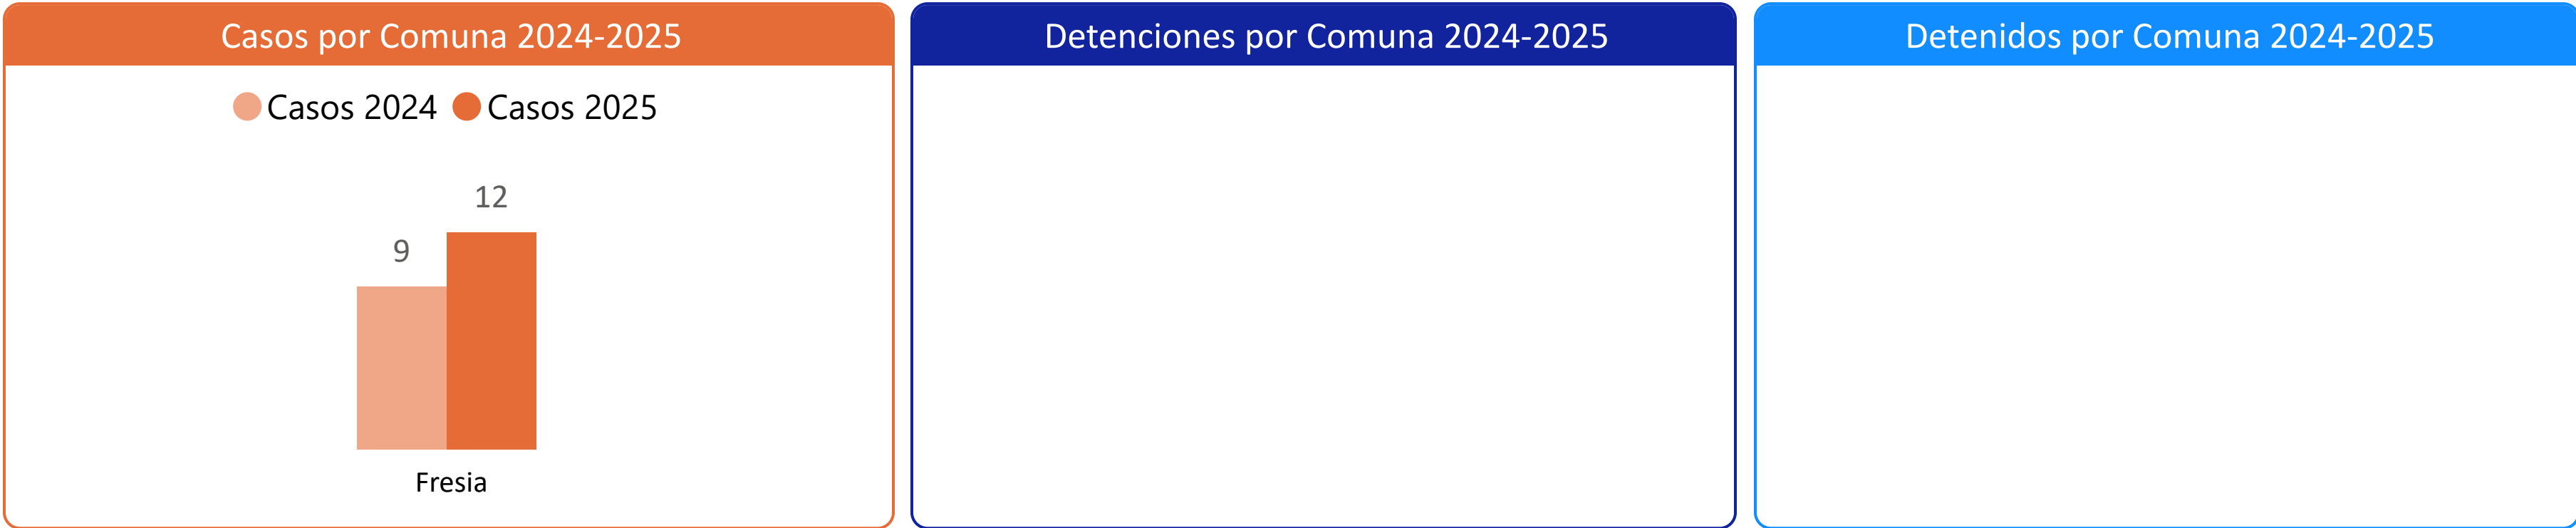 Casos por Comuna 2024-2025
Casos 2024 Casos 2025
12
9
Fresia
Detenciones por Comuna 2024-2025
Detenidos por Comuna 2024-2025